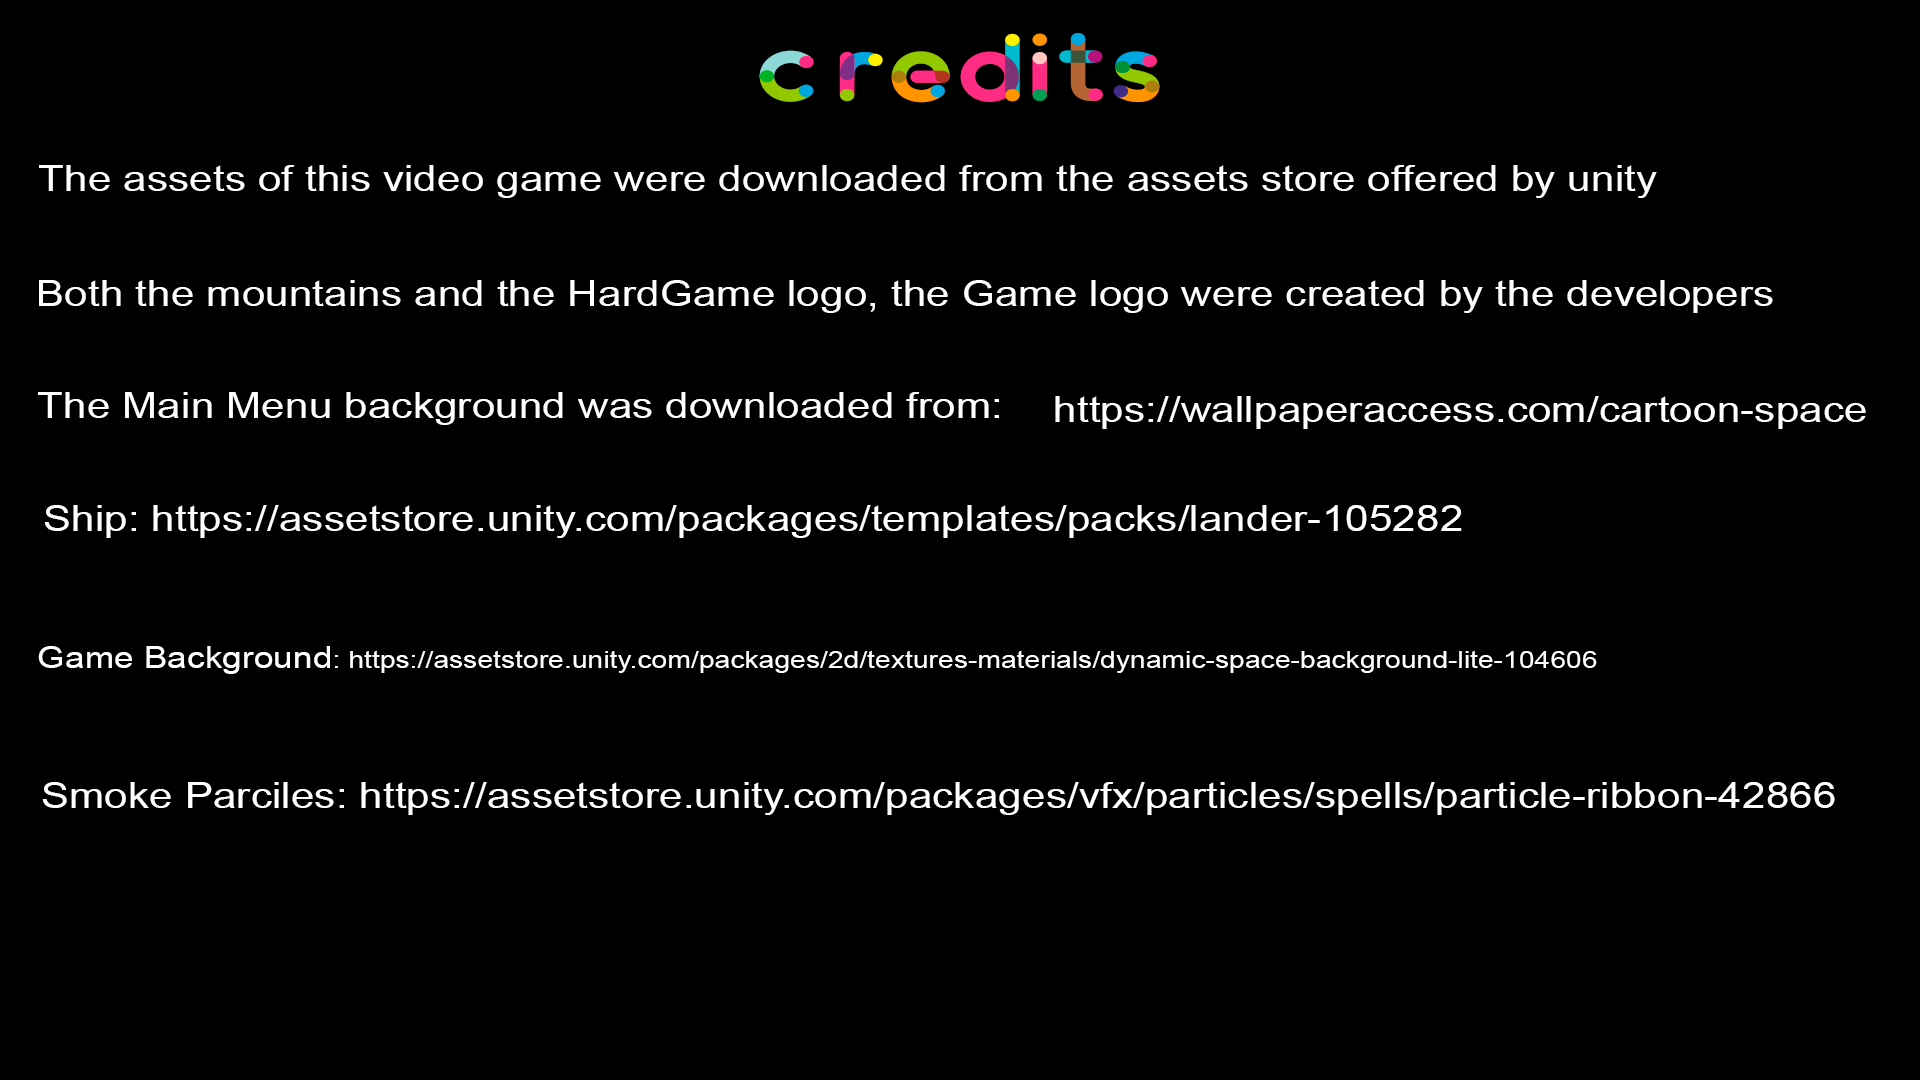 credits
The assets of this video game were downloaded from the assets store offered by unity
Both the mountains and the HardGame logo, the Game logo were created by the developers
The Main Menu background was downloaded from: https://wallpaperaccess.com/cartoon-space
Ship: https://assetstore.unity.com/packages/templates/packs/lander-105282
Game Background: https://assetstore.unity.com/packages/2d/textures-materials/dynamic-space-background-lite-104606
Smoke Parciles: https://assetstore.unity.com/packages/vfx/particles/spells/particle-ribbon-42866